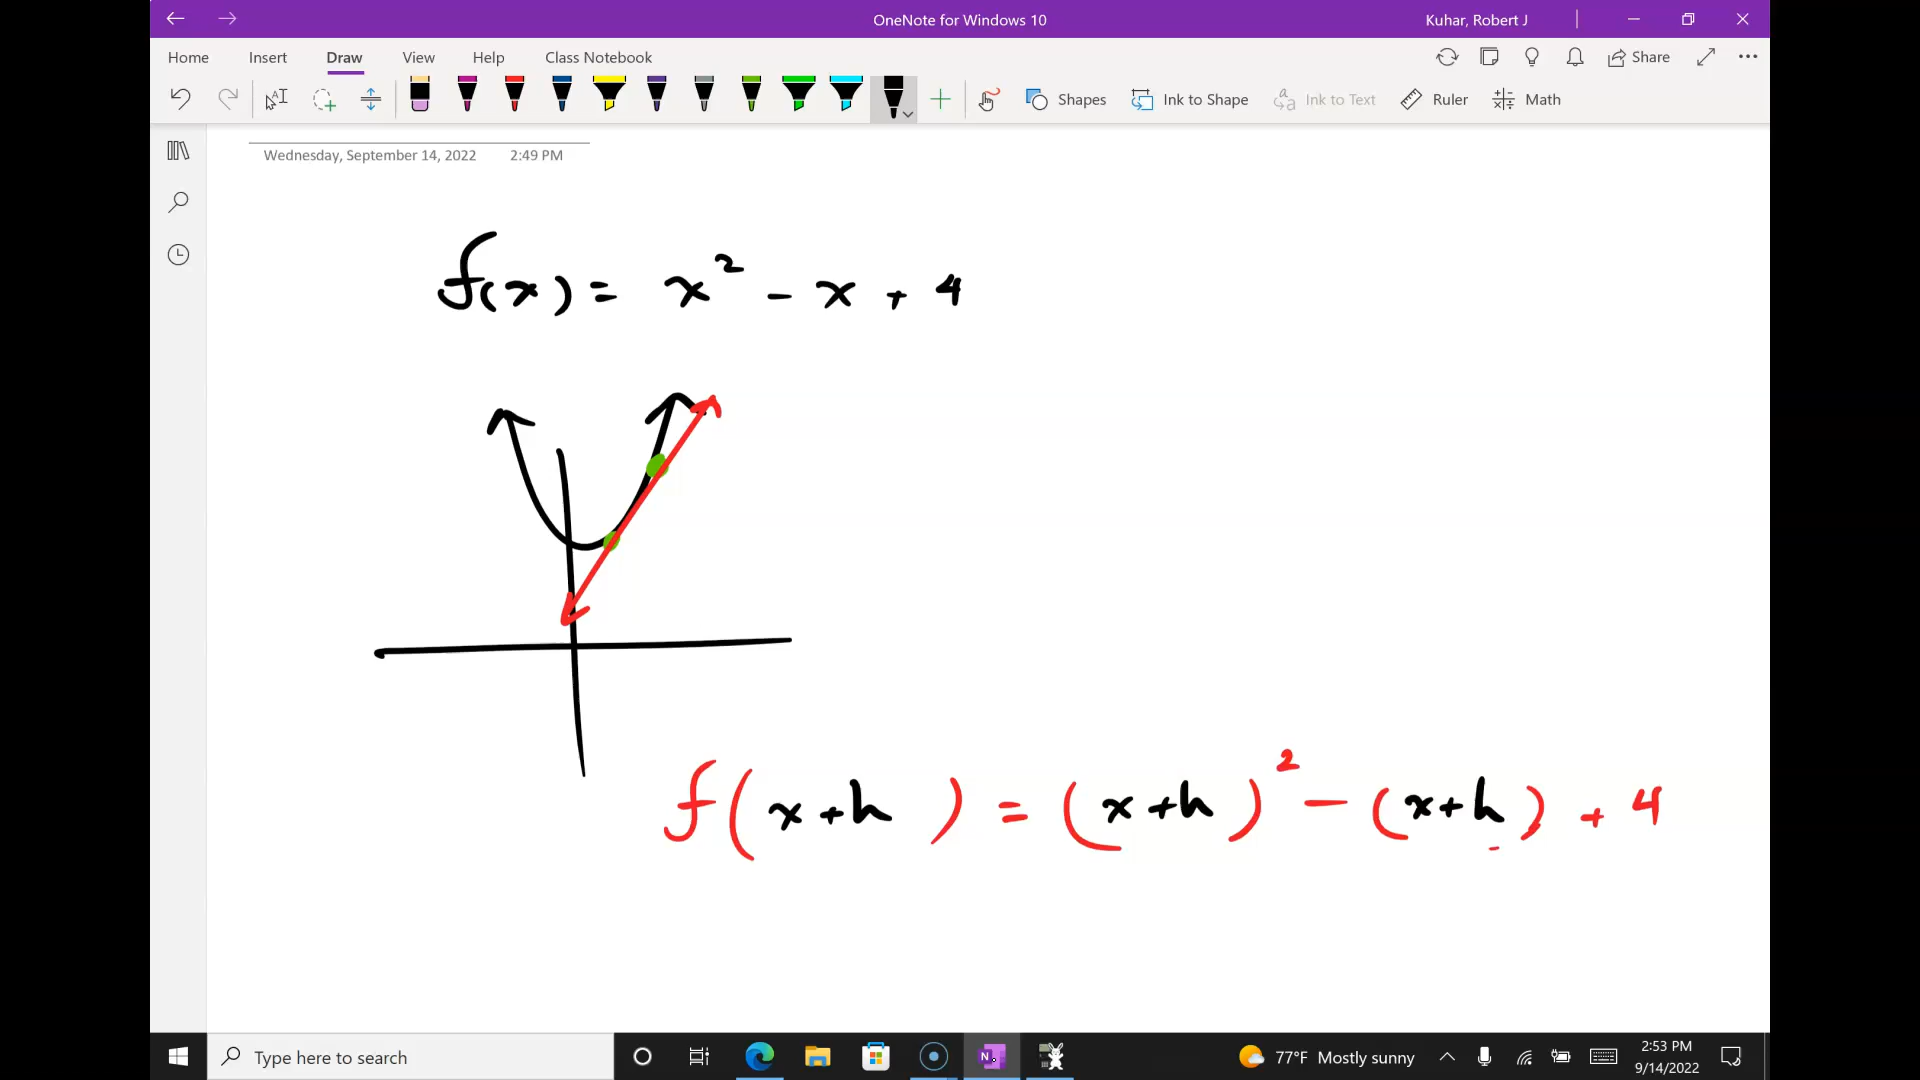 OneNote for Windows 10
Kuhar, Robert J
Home Insert Draw View Help Class Notebook
Share
Shapes Ink to Shape Ink to Text Ruler Math
Wednesday, September 14, 2022 2:49 PM
f(x) = x² - x + 4
f(x+h) = (x+h)² - (x+h) + 4
Type here to search
77°F Mostly sunny
2:53 PM
9/14/2022